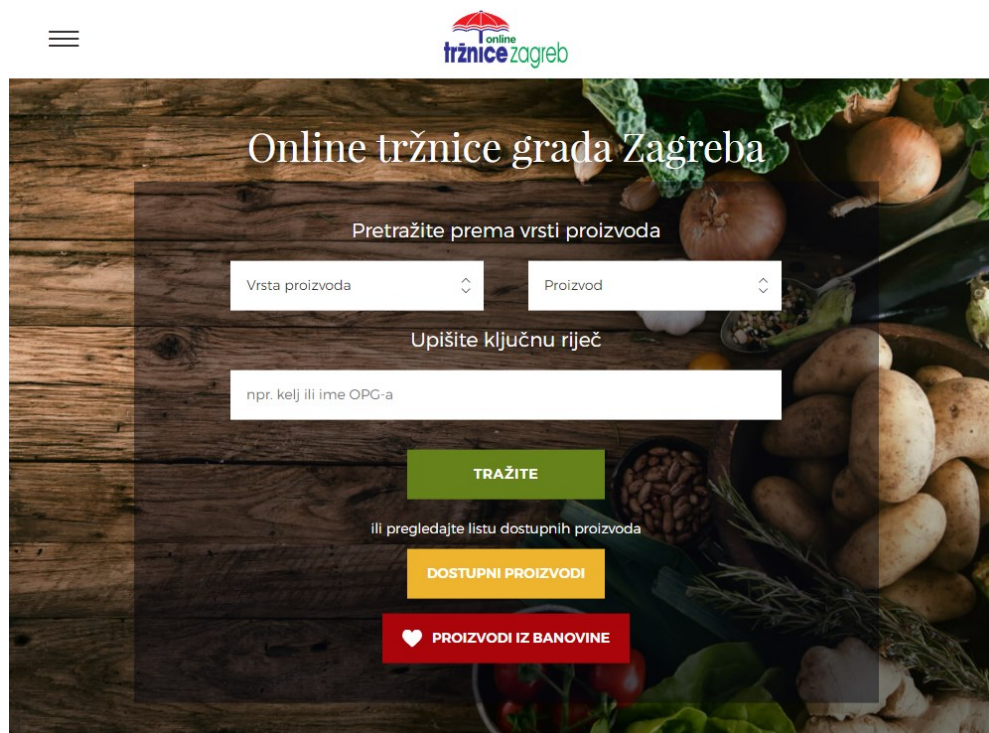 online
tržnice zagreb
Online tržnice grada Zagreba
Pretražite prema vrsti proizvoda
Vrsta proizvoda
Proizvod
Upišite ključnu riječ
npr. kelj ili ime OPG-a
TRAŽITE
ili pregledajte listu dostupnih proizvoda
DOSTUPNI PROIZVODI
PROIZVODI IZ BANOVINE